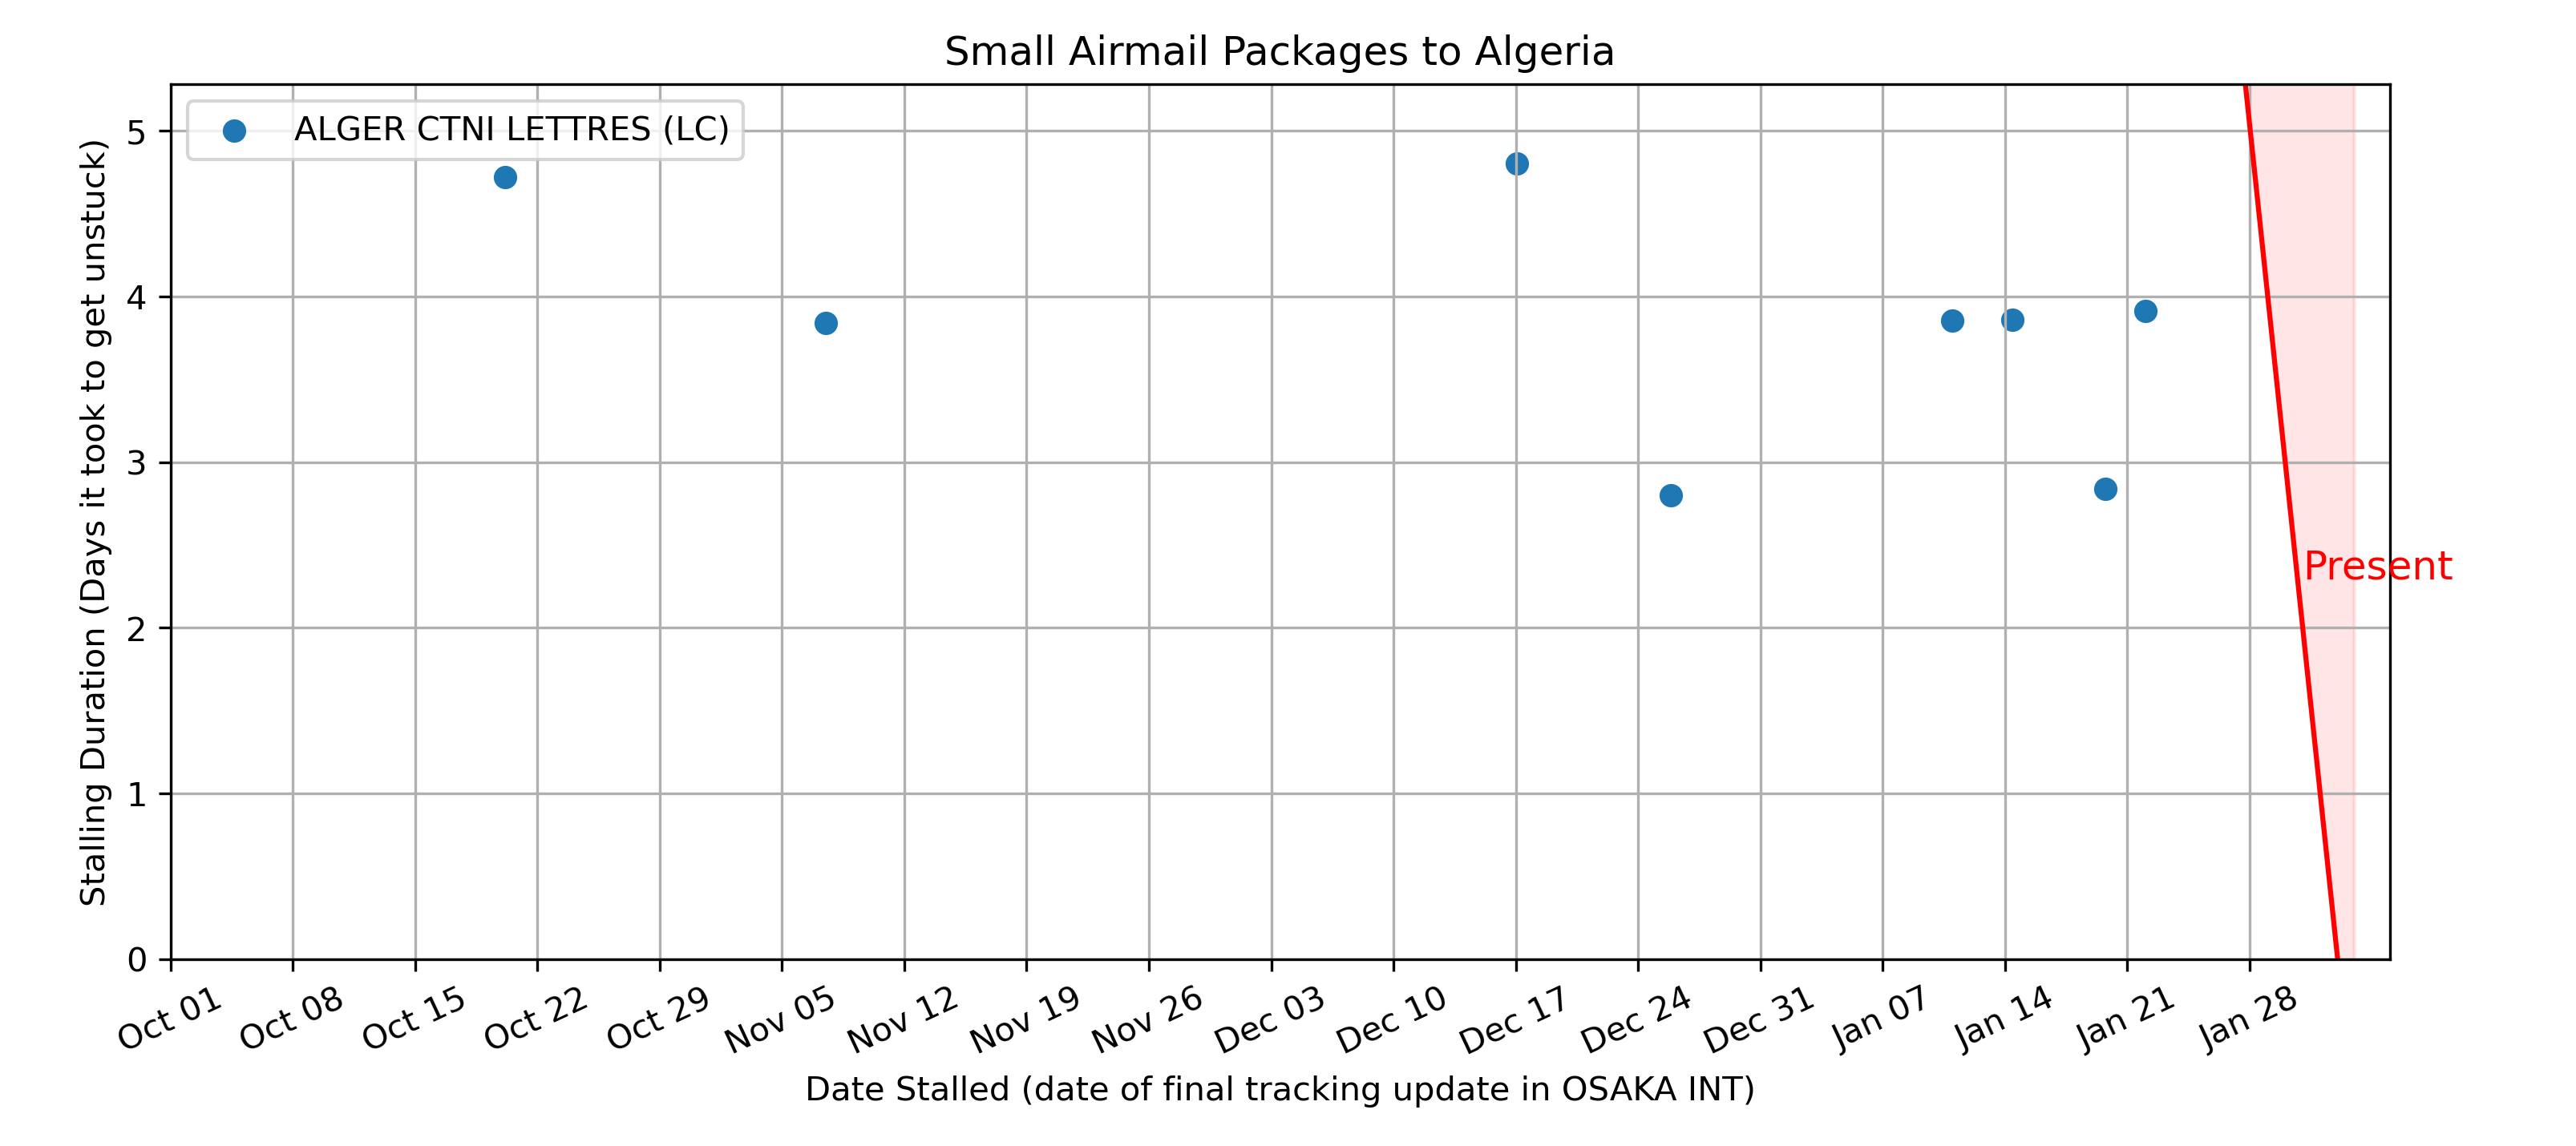 Small Airmail Packages to Algeria
ALGER CTNI LETTRES (LC)
Stalling Duration (Days it took to get unstuck)
5
4
3
2
1
0
Present
Oct 01
Oct 08
Oct 15
Oct 22
Oct 29
Nov 05
Nov 12
Nov 19
Nov 26
Dec 03
Dec 10
Dec 17
Dec 24
Dec 31
Jan 07
Jan 14
Jan 21
Jan 28
Date Stalled (date of final tracking update in OSAKA INT)